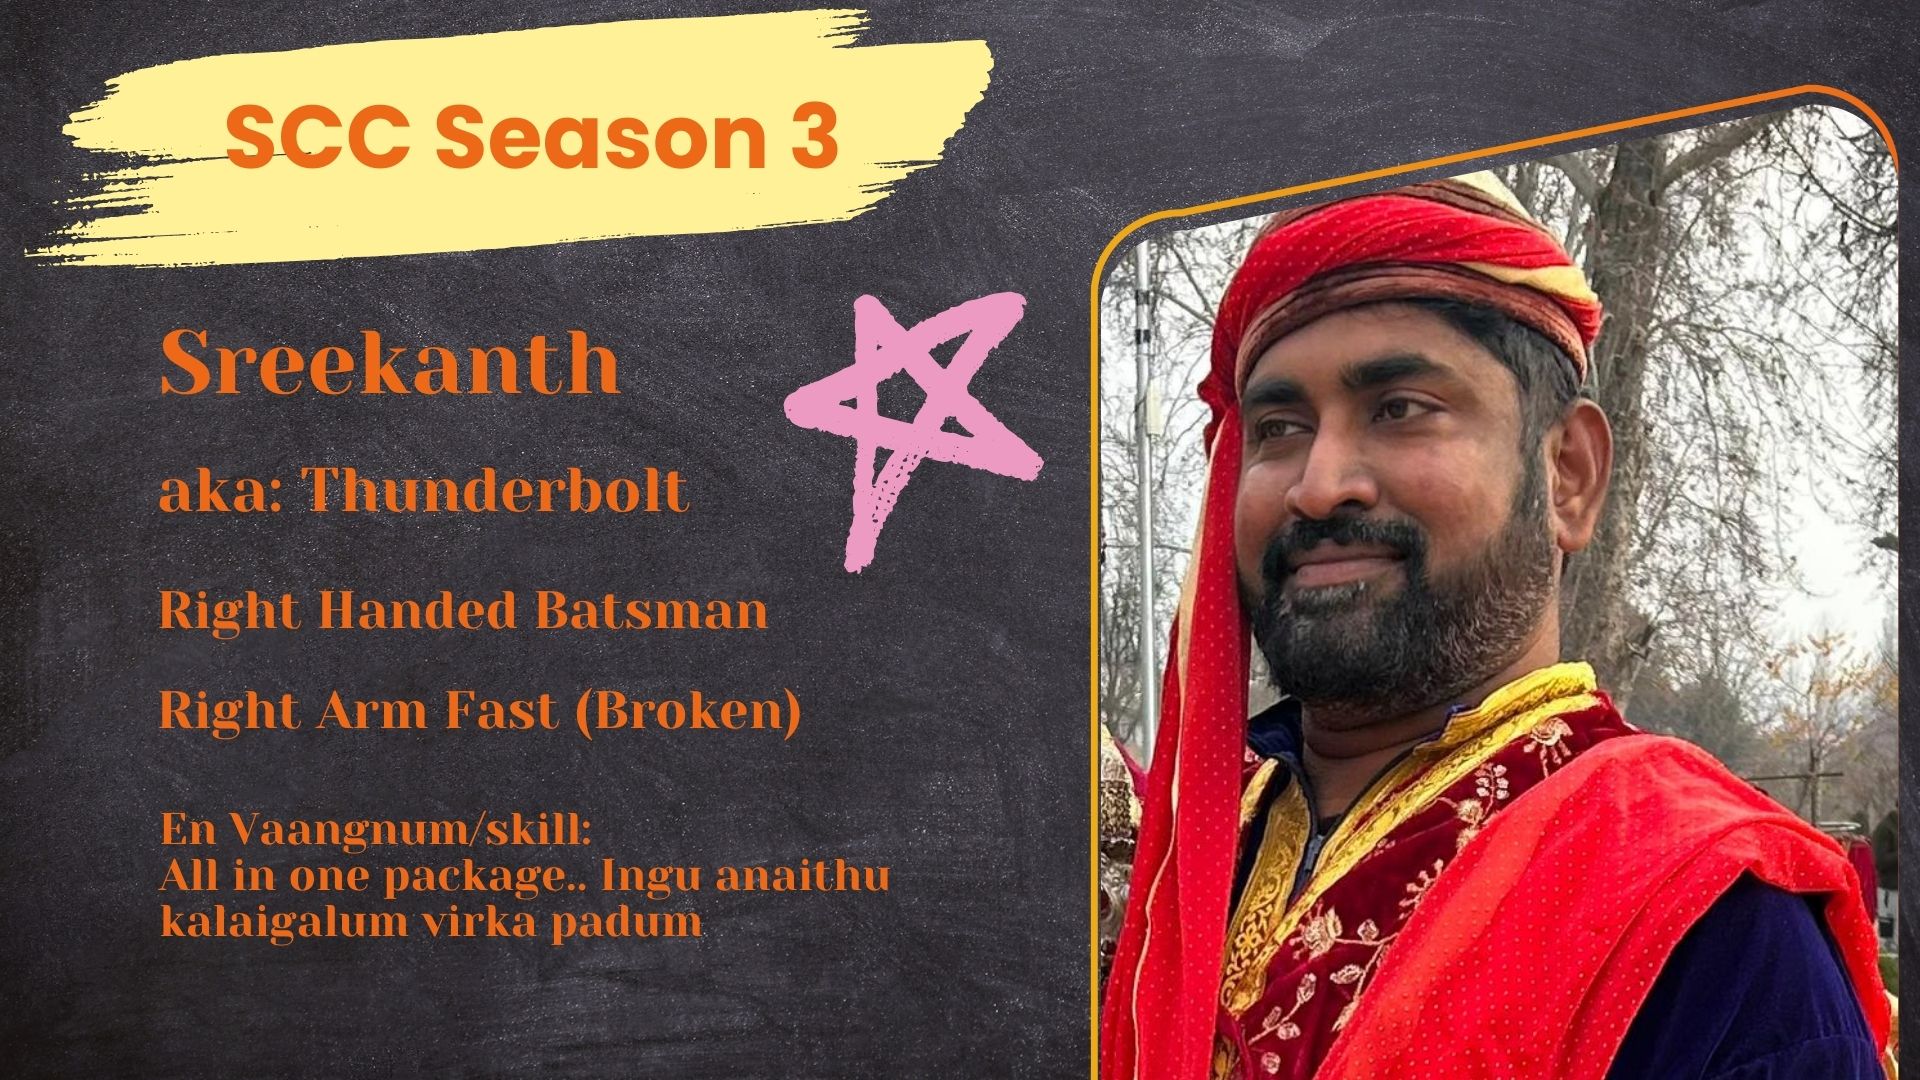 SCC Season 3
Sreekanth
aka: Thunderbolt
Right Handed Batsman
Right Arm Fast (Broken)
En Vaangnum/skill:
All in one package.. Ingu anaithu
kalaigalum virka padum